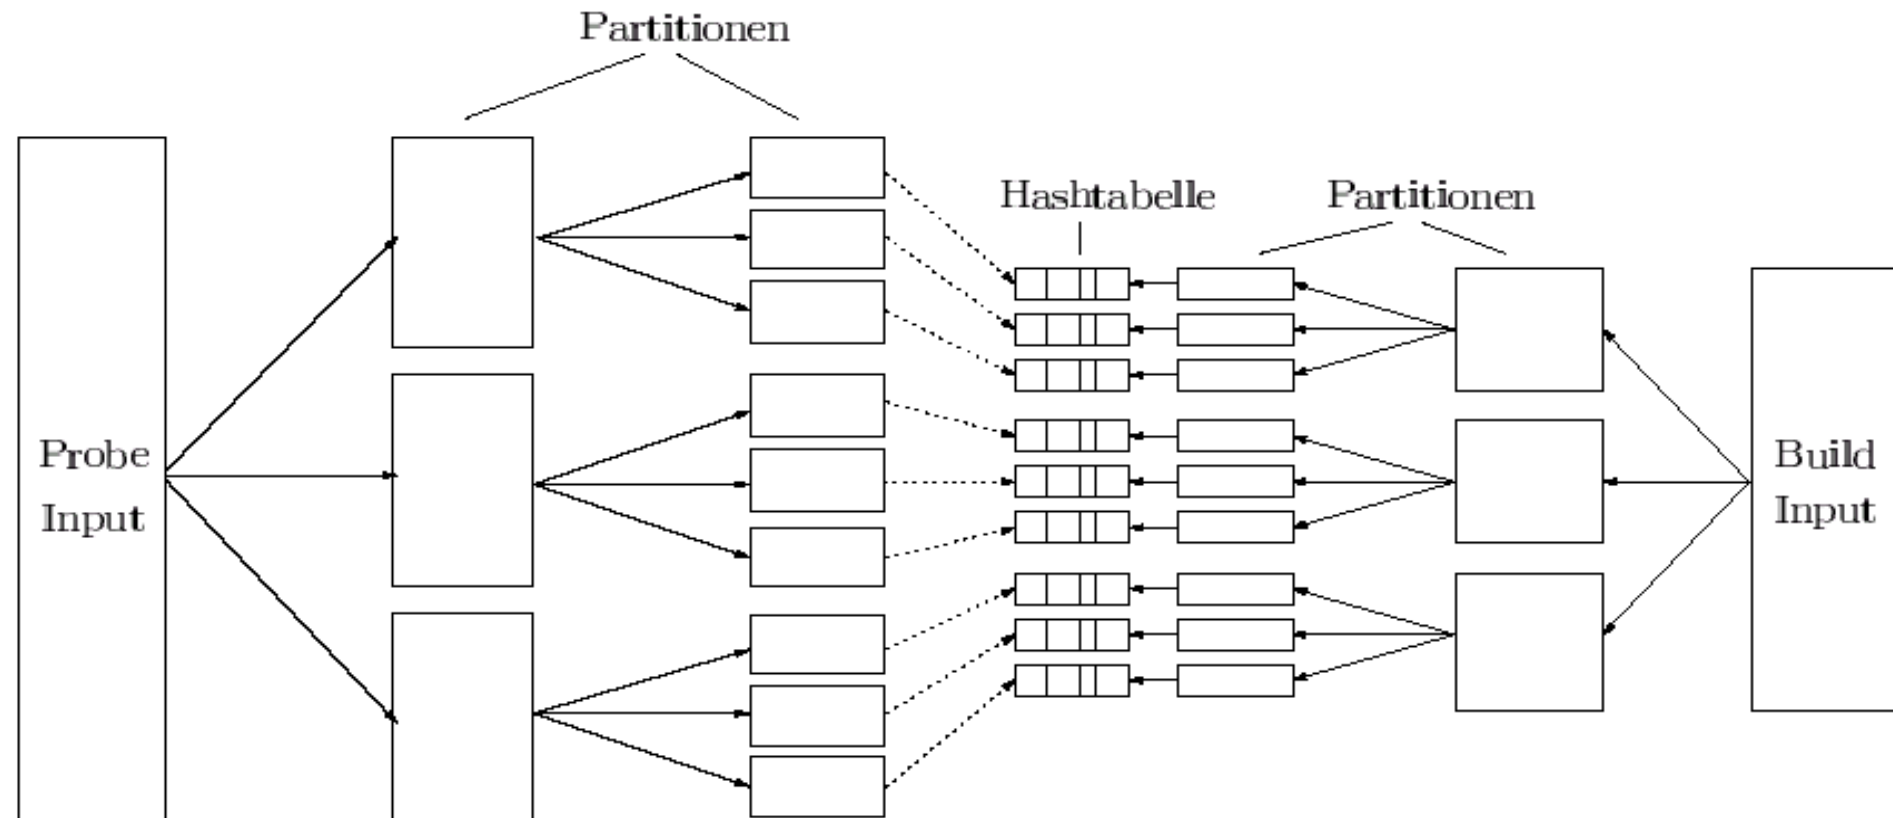 Partitionen
Hashtabelle
Partitionen
Probe
Input
Build
Input